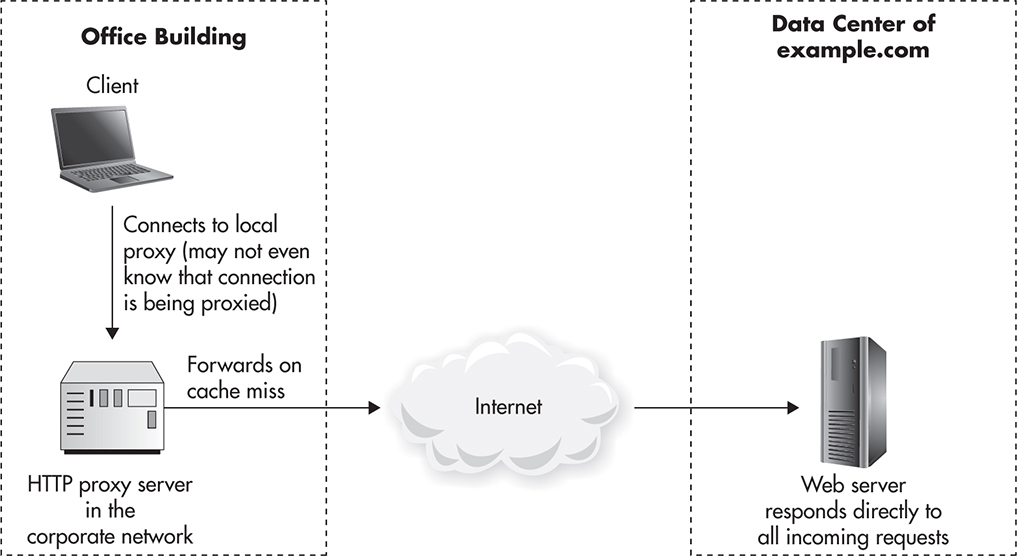 Office Building
Client
Connects to local
proxy (may not even
know that connection
is being proxied)
Forwards on
cache miss
HTTP proxy server
in the
corporate network
Internet
Data Center of
example.com
Web server
responds directly to
all incoming requests